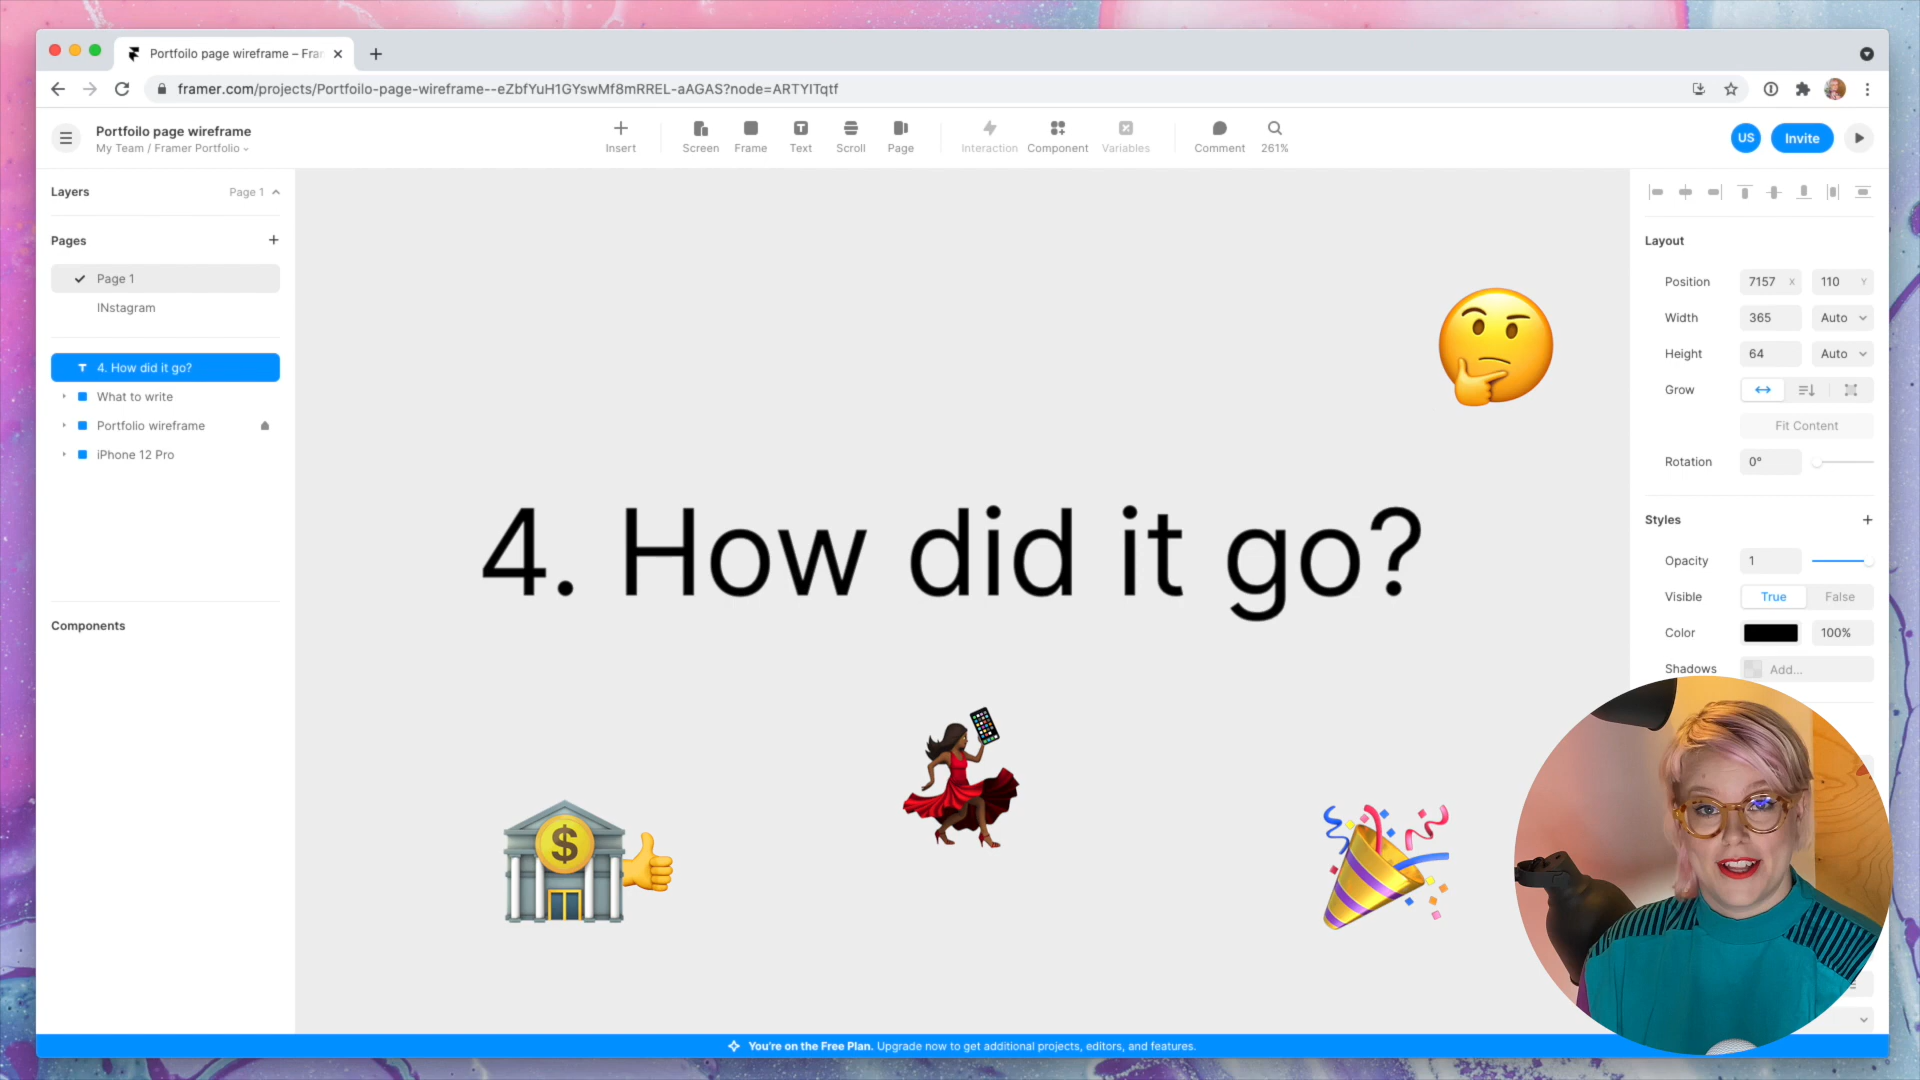 Portfoilo page wireframe – Fra
framer.com/projects/Portfoilo-page-wireframe--eZbfYuH1GYswMf8mRREL-aAGAS?node=ARTYITqtf
Portfoilo page wireframe
My Team / Framer Portfolio
Insert
Screen
Frame
Text
Scroll
Page
Interaction
Component
Variables
Comment
261%
US
Invite
Layers
Page 1
Pages
Page 1
INstagram
4. How did it go?
What to write
Portfolio wireframe
iPhone 12 Pro
Components
4. How did it go?
Layout
Position
7157 X
110 Y
Width
365
Auto
Height
64
Auto
Grow
Fit Content
Rotation
0°
Styles
Opacity
1
Visible
True
False
Color
100%
Shadows
Add...
You're on the Free Plan. Upgrade now to get additional projects, editors, and features.